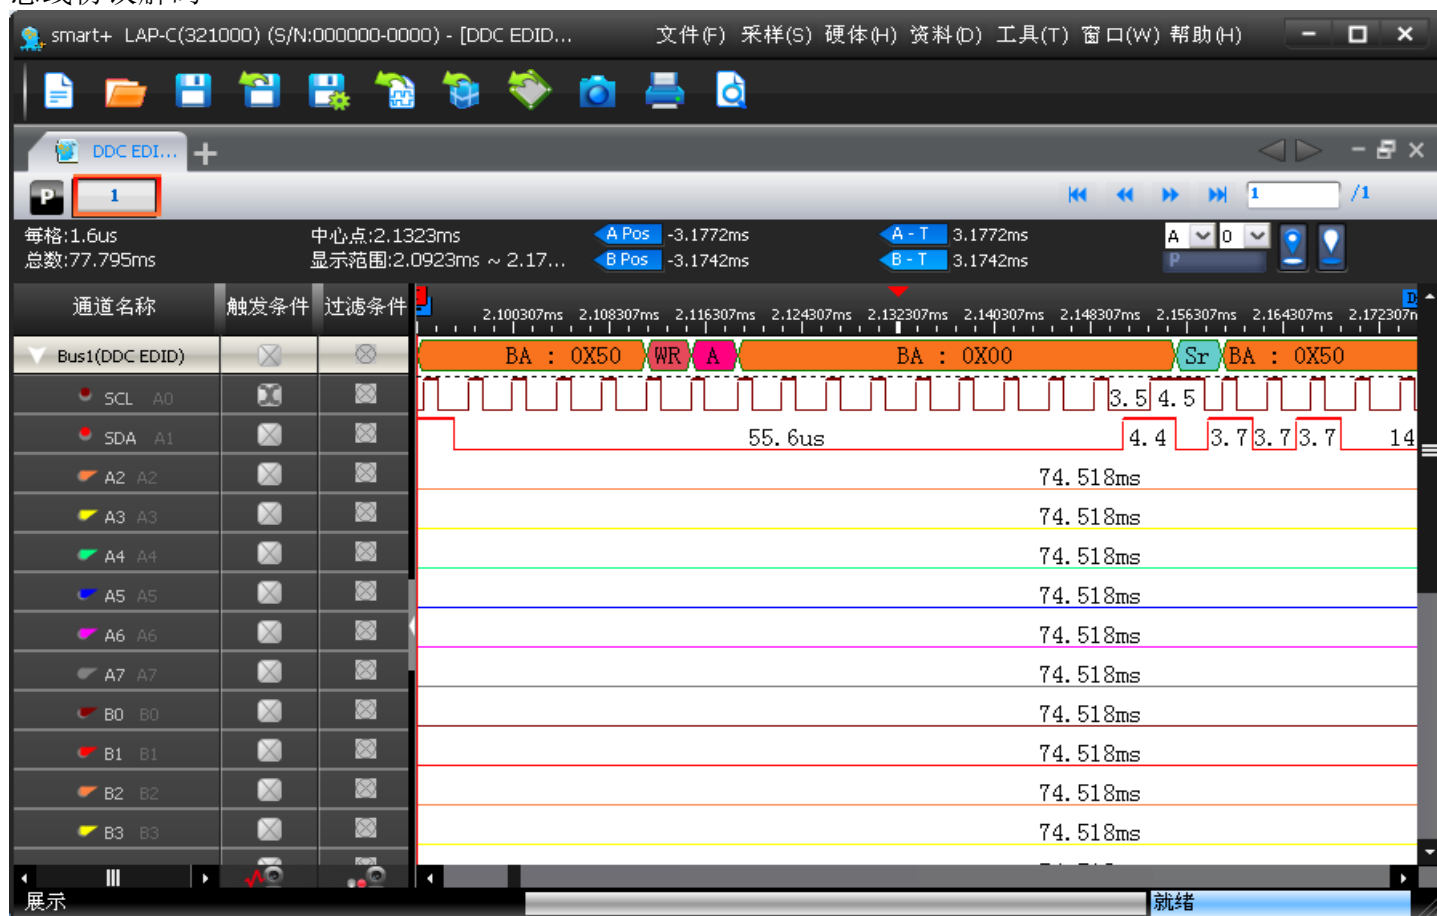 smart+ LAP-C(321000) (S/N:000000-0000) - [DDC EDID... 文件(F) 采样(S) 硬体(H) 资料(D) 工具(T) 窗口(W) 帮助(H)
DDC EDI...
P 1 1 /1
每格:1.6us 中心点:2.1323ms A Pos -3.1772ms A - T 3.1772ms A 0
总数:77.795ms 显示范围:2.0923ms ~ 2.17... B Pos -3.1742ms B - T 3.1742ms P
通道名称 触发条件 过滤条件 2.100307ms 2.108307ms 2.116307ms 2.124307ms 2.132307ms 2.140307ms 2.148307ms 2.156307ms 2.164307ms 2.172307m
Bus1(DDC EDID) BA : 0X50 WR A BA : 0X00 Sr BA : 0X50
SCL A0 3.5 4.5
SDA A1 55.6us 4.4 3.7 3.7 3.7 14
A2 A2 74.518ms
A3 A3 74.518ms
A4 A4 74.518ms
A5 A5 74.518ms
A6 A6 74.518ms
A7 A7 74.518ms
B0 B0 74.518ms
B1 B1 74.518ms
B2 B2 74.518ms
B3 B3 74.518ms
展示 就绪